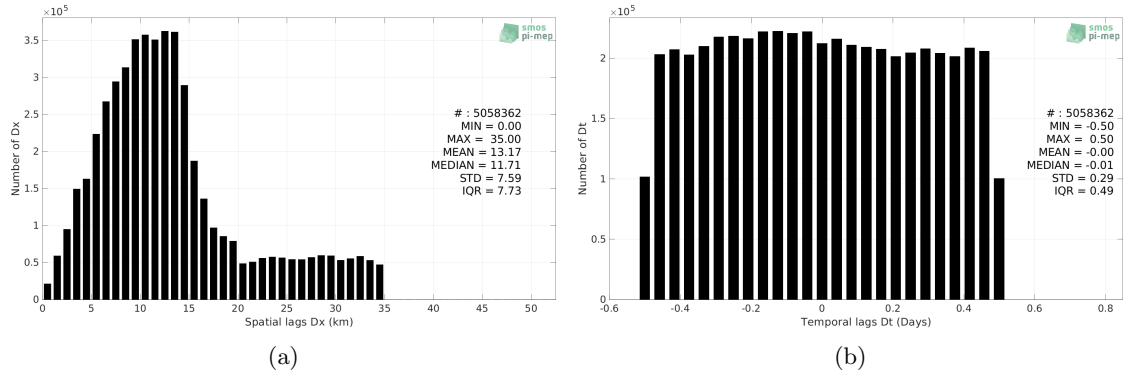 ×10⁵
3.5
3
2.5
2
1.5
1
0.5
0
0 5 10 15 20 25 30 35 40 45 50
Number of Dx
Spatial lags Dx (km)
smos
pi-mep
# : 5058362
MIN = 0.00
MAX = 35.00
MEAN = 13.17
MEDIAN = 11.71
STD = 7.59
IQR = 7.73
(a)
×10⁵
2
1.5
1
0.5
0
-0.6 -0.4 -0.2 0 0.2 0.4 0.6 0.8
Number of Dt
Temporal lags Dt (Days)
smos
pi-mep
# : 5058362
MIN = -0.50
MAX = 0.50
MEAN = -0.00
MEDIAN = -0.01
STD = 0.29
IQR = 0.49
(b)